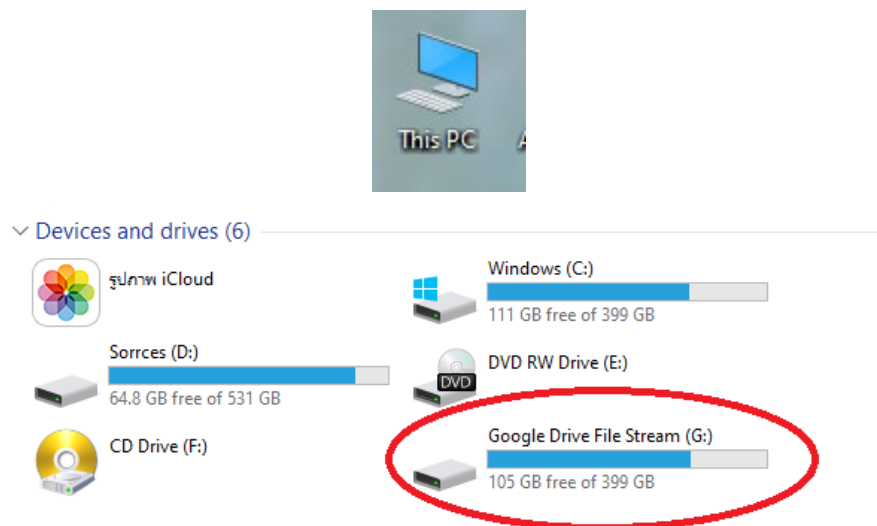 This PC
Devices and drives (6)
รูปภาพ iCloud
Windows (C:)
111 GB free of 399 GB
Sorrces (D:)
64.8 GB free of 531 GB
DVD RW Drive (E:)
DVD
CD Drive (F:)
Google Drive File Stream (G:)
105 GB free of 399 GB